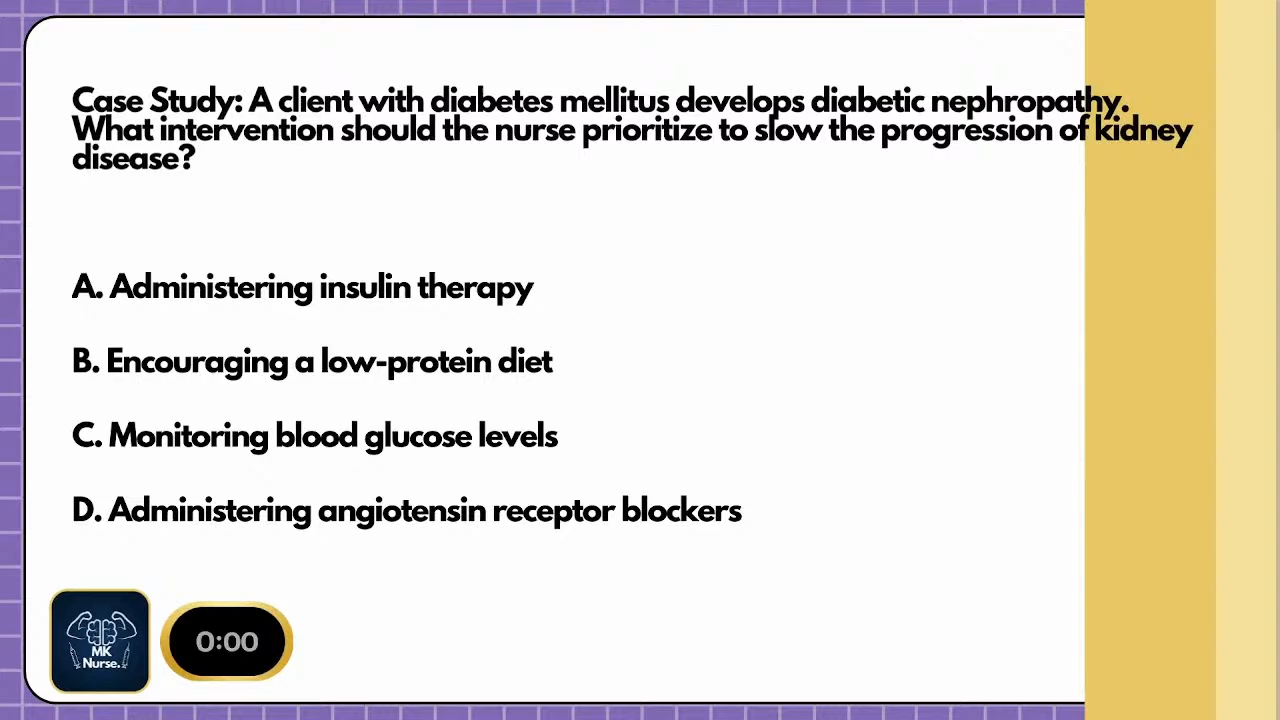 Case Study: A client with diabetes mellitus develops diabetic nephropathy.
What intervention should the nurse prioritize to slow the progression of kidney
disease?
A. Administering insulin therapy
B. Encouraging a low-protein diet
C. Monitoring blood glucose levels
D. Administering angiotensin receptor blockers
MK
Nurse.
0:00